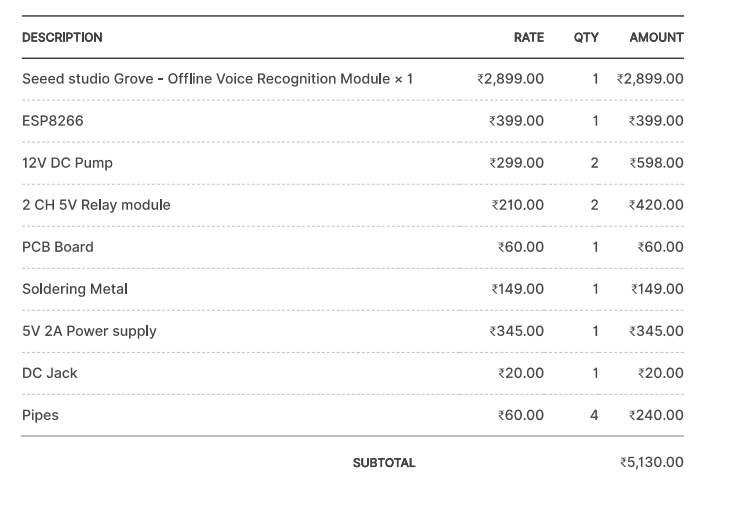 DESCRIPTION RATE QTY AMOUNT
Seeed studio Grove - Offline Voice Recognition Module × 1 ₹2,899.00 1 ₹2,899.00
ESP8266 ₹399.00 1 ₹399.00
12V DC Pump ₹299.00 2 ₹598.00
2 CH 5V Relay module ₹210.00 2 ₹420.00
PCB Board ₹60.00 1 ₹60.00
Soldering Metal ₹149.00 1 ₹149.00
5V 2A Power supply ₹345.00 1 ₹345.00
DC Jack ₹20.00 1 ₹20.00
Pipes ₹60.00 4 ₹240.00
SUBTOTAL ₹5,130.00